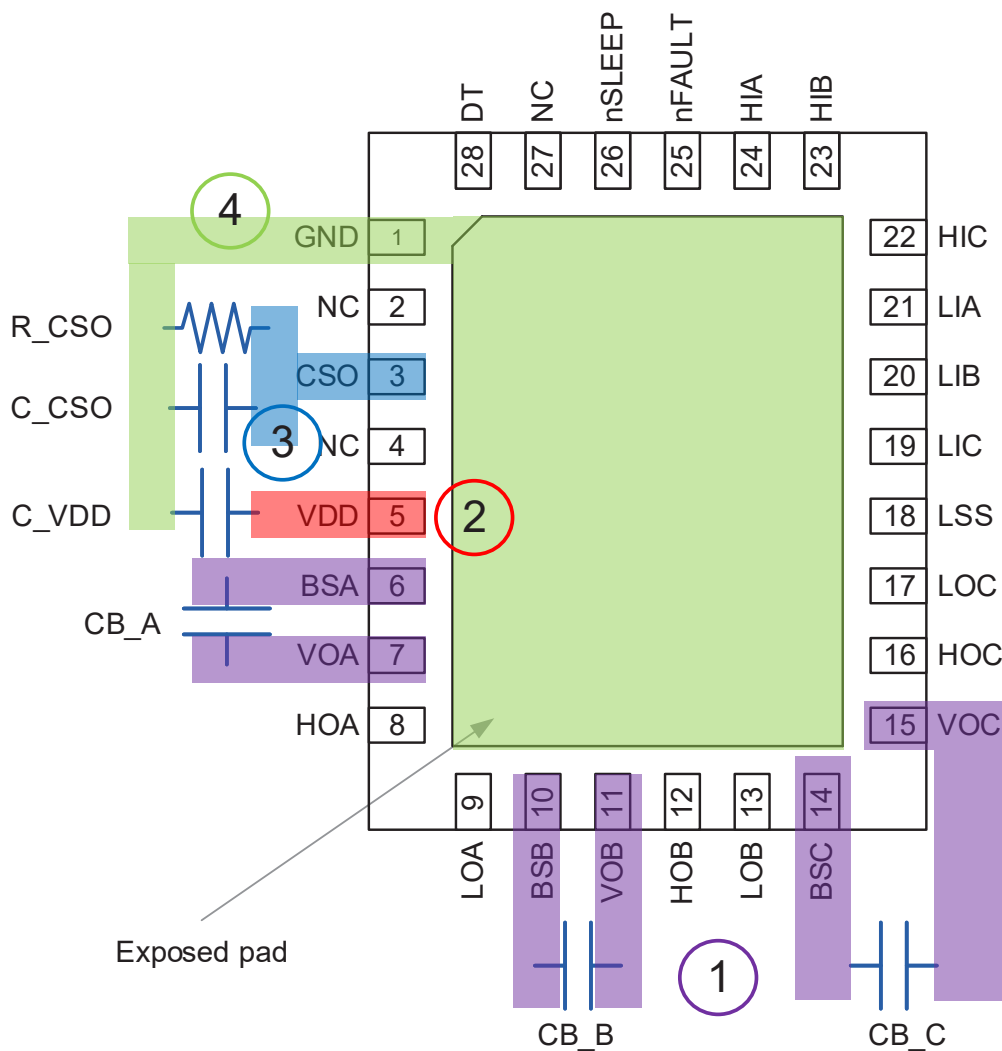 DT
NC
nSLEEP
nFAULT
HIA
HIB
28
27
26
25
24
23
4
GND 1
22 HIC
NC 2
21 LIA
R_CSO
CSO 3
20 LIB
C_CSO
3
NC 4
19 LIC
C_VDD
VDD 5
2
18 LSS
BSA 6
17 LOC
CB_A
VOA 7
16 HOC
HOA 8
15 VOC
9
10
11
12
13
14
LOA
BSB
VOB
HOB
LOB
BSC
Exposed pad
1
CB_B
CB_C